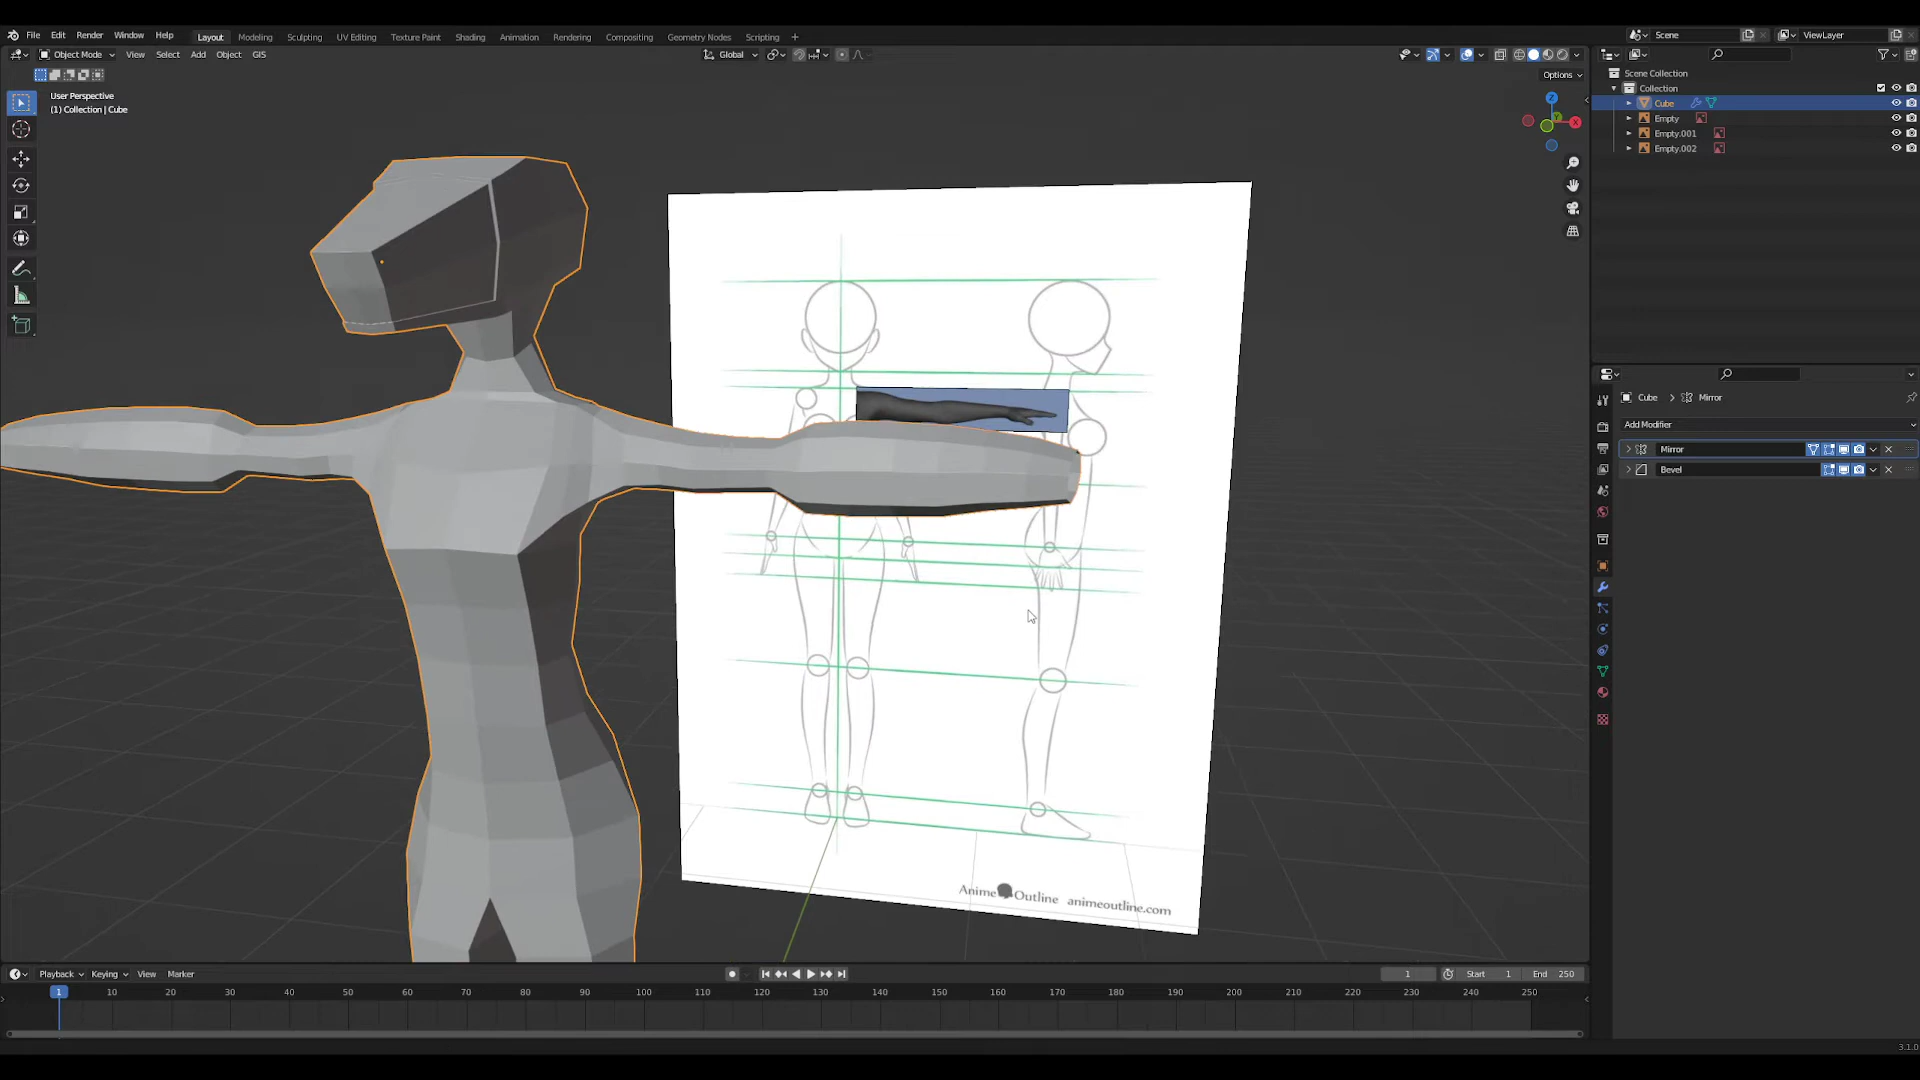 File Edit Render Window Help Layout Modeling Sculpting UV Editing Texture Paint Shading Animation Rendering Compositing Geometry Nodes Scripting + Scene ViewLayer
Object Mode View Select Add Object GIS Global
Options
User Perspective
(1) Collection | Cube
Scene Collection
Collection
Cube
Empty
Empty.001
Empty.002
Z
Y
X
Cube > Mirror
Add Modifier
Mirror
Bevel
Anime Outline animeoutline.com
Playback Keying View Marker 1 Start 1 End 250
1 10 20 30 40 50 60 70 80 90 100 110 120 130 140 150 160 170 180 190 200 210 220 230 240 250
3.1.0